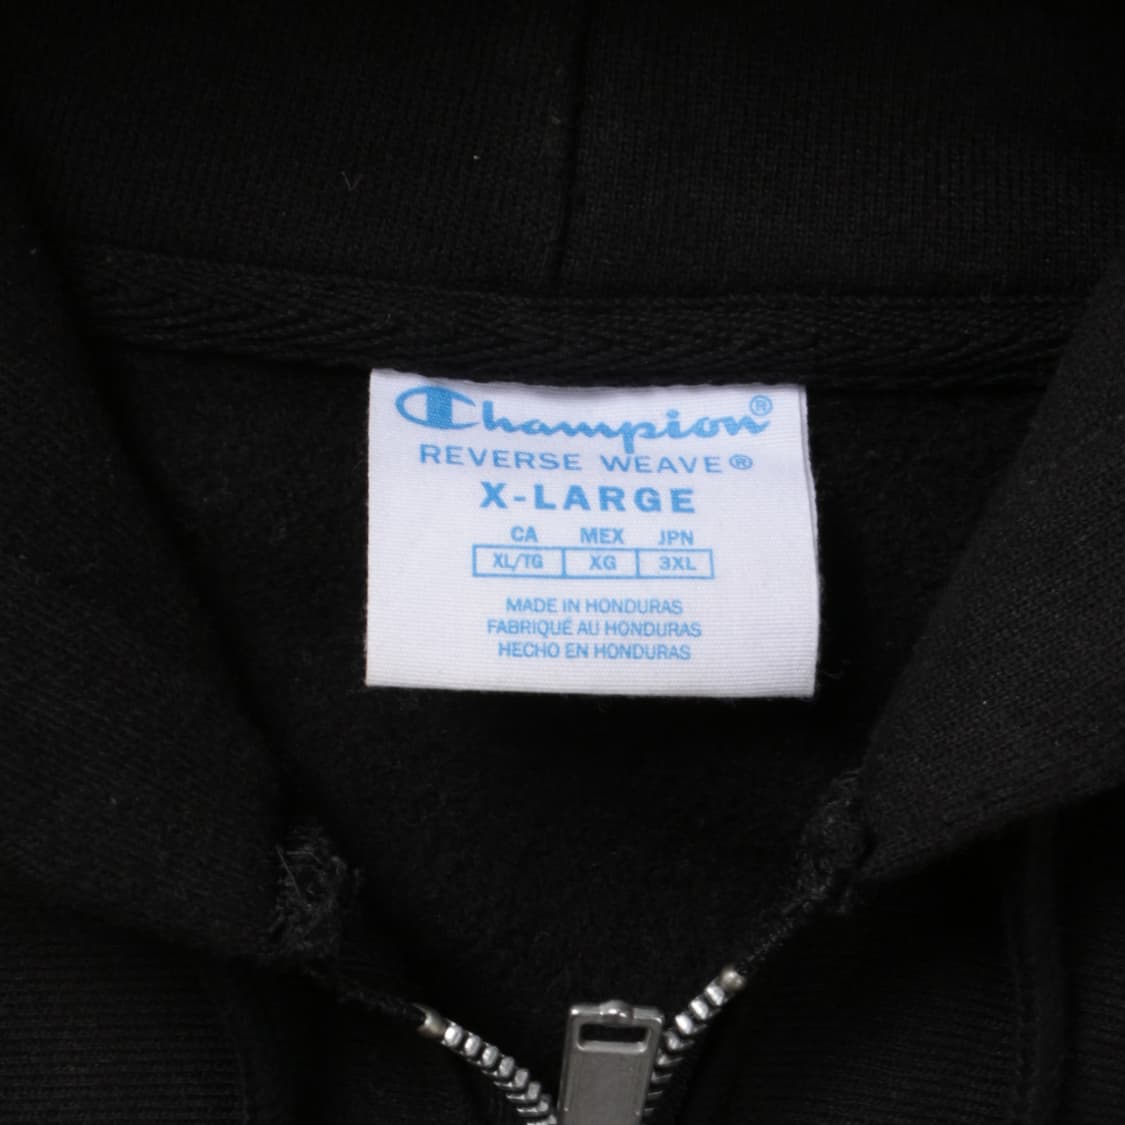 Champion®
REVERSE WEAVE®
X-LARGE
CA MEX JPN
XL/TG XG 3XL
MADE IN HONDURAS
FABRIQUÉ AU HONDURAS
HECHO EN HONDURAS